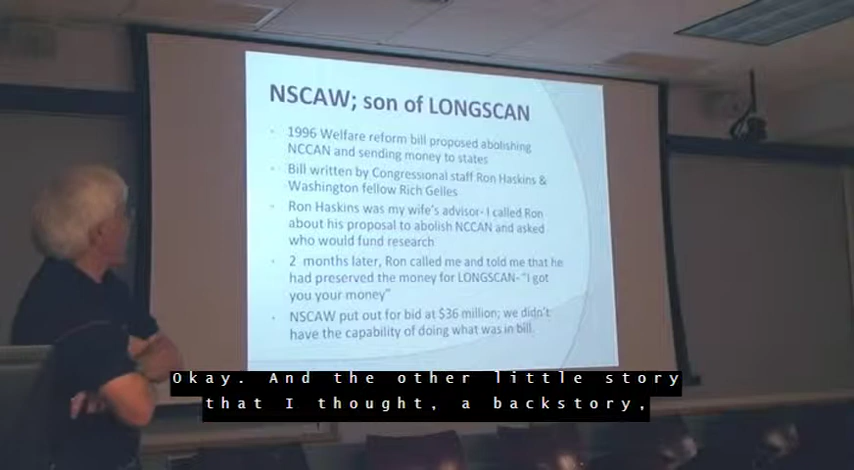 NSCAW; son of LONGSCAN
1996 Welfare reform bill proposed abolishing
NCCAN and sending money to states
Bill written by Congressional staff Ron Haskins &
Washington fellow Rich Gelles
Ron Haskins was my wife's advisor- I called Ron
about his proposal to abolish NCCAN and asked
who would fund research
2 months later, Ron called me and told me that he
had preserved the money for LONGSCAN- "I got
you your money"
NSCAW put out for bid at $36 million; we didn't
have the capability of doing what was in bill.
Okay. And the other little story
that I thought, a backstory,